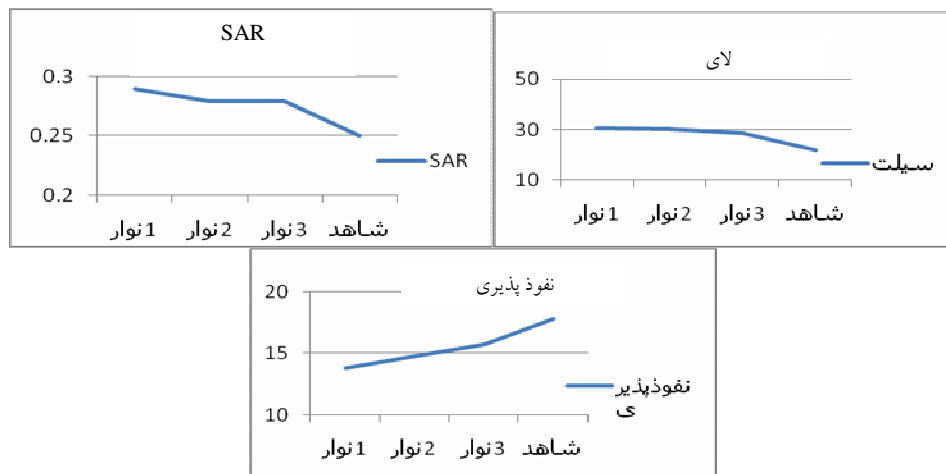 SAR
0.3
0.25
0.2
SAR
نوار 1 نوار 2 نوار 3 شاهد
لای
50
30
10
سیلت
نوار 1 نوار 2 نوار 3 شاهد
نفوذ پذیری
20
15
10
نفوذپذیر
ی
نوار 1 نوار 2 نوار 3 شاهد